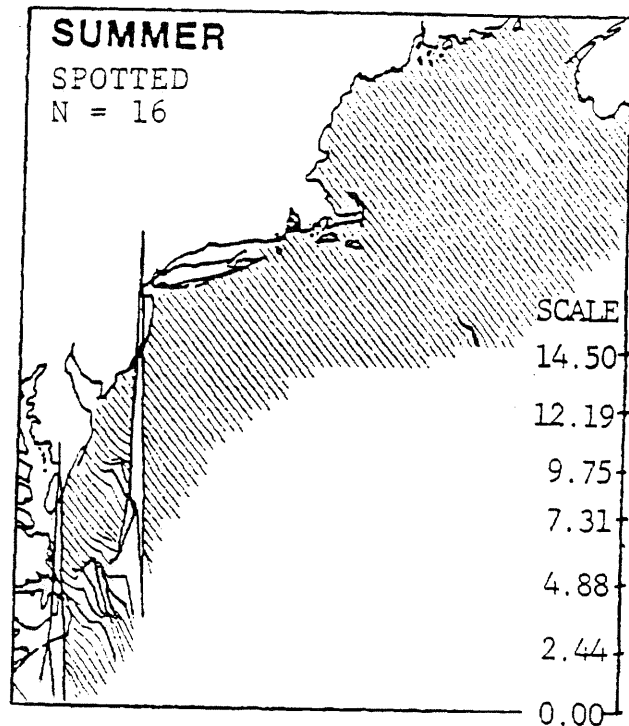 SUMMER
SPOTTED
N = 16
SCALE
14.50
12.19
9.75
7.31
4.88
2.44
0.00